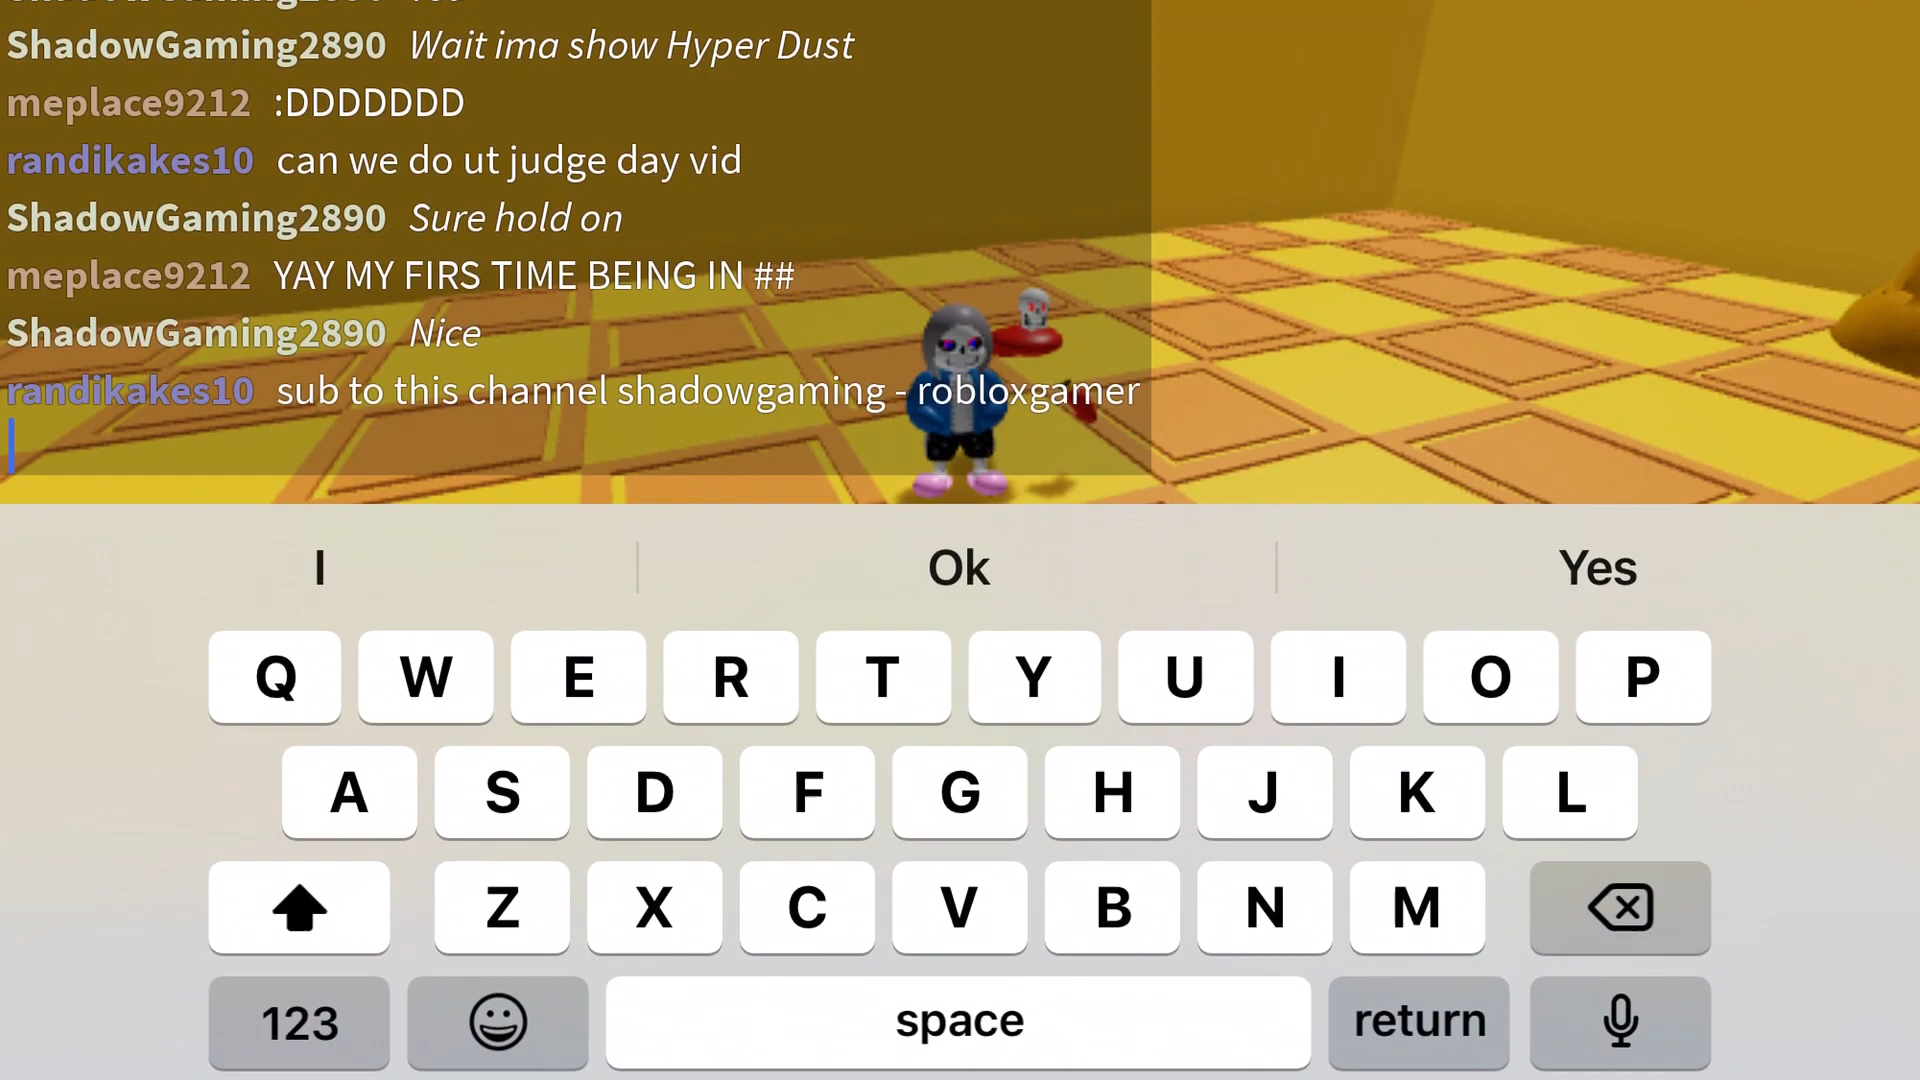 ShadowGaming2890 Wait ima show Hyper Dust
meplace9212 :DDDDDDD
randikakes10 can we do ut judge day vid
ShadowGaming2890 Sure hold on
meplace9212 YAY MY FIRS TIME BEING IN ##
ShadowGaming2890 Nice
randikakes10 sub to this channel shadowgaming - robloxgamer
I Ok Yes
Q W E R T Y U I O P
A S D F G H J K L
Z X C V B N M
123 space return